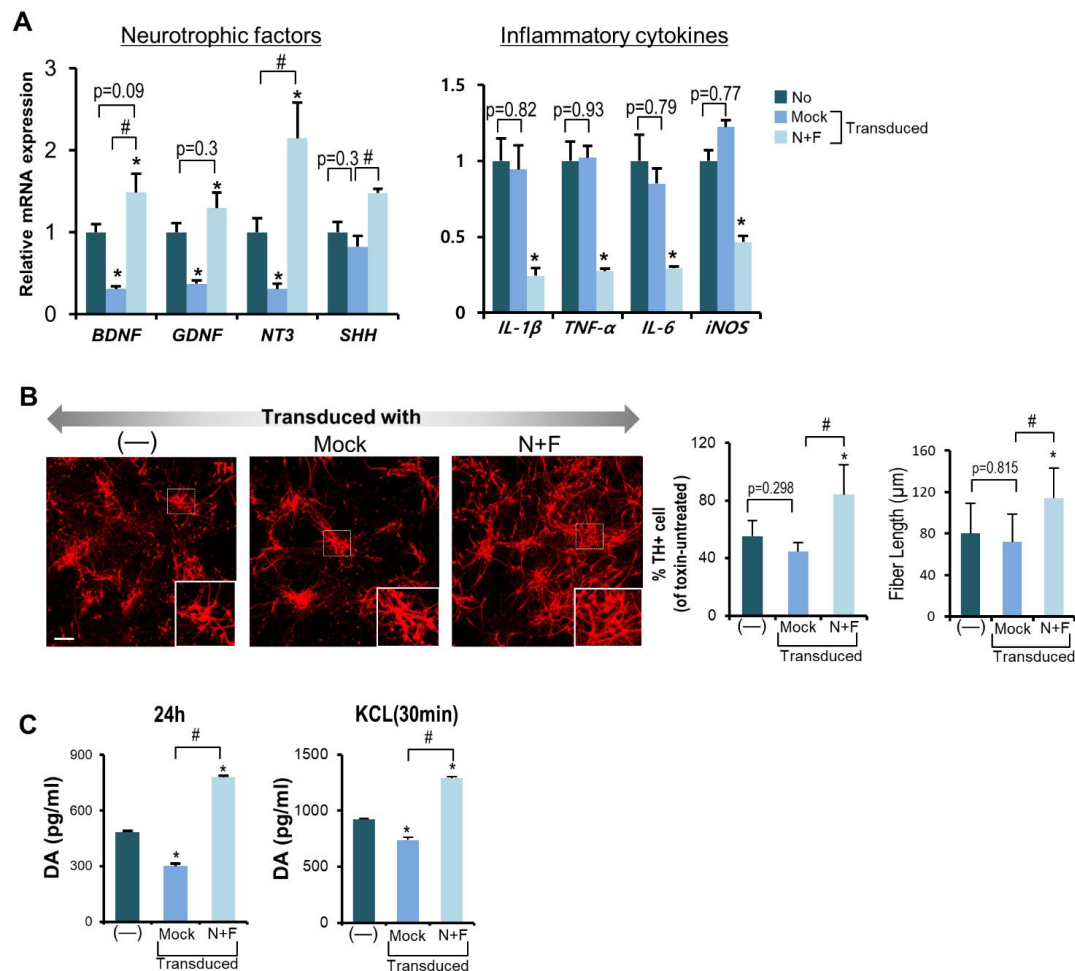 A
Neurotrophic factors
Inflammatory cytokines
Relative mRNA expression
3
2
1
0
p=0.09
#
*
*
p=0.3
*
*
#
*
*
p=0.3
#
BDNF
GDNF
NT3
SHH
1.5
1
0.5
0
p=0.82
*
p=0.93
*
p=0.79
*
p=0.77
*
IL-1β
TNF-α
IL-6
iNOS
No
Mock
N+F
Transduced
B
Transduced with
(—)
Mock
N+F
TH
% TH+ cell
(of toxin-untreated)
120
80
40
0
p=0.298
#
*
(—)
Mock
N+F
Transduced
Fiber Length (µm)
160
120
80
40
0
p=0.815
#
*
(—)
Mock
N+F
Transduced
C
24h
DA (pg/ml)
900
600
300
0
#
*
*
(—)
Mock
N+F
Transduced
KCL(30min)
DA (pg/ml)
1500
1000
500
0
#
*
*
(—)
Mock
N+F
Transduced